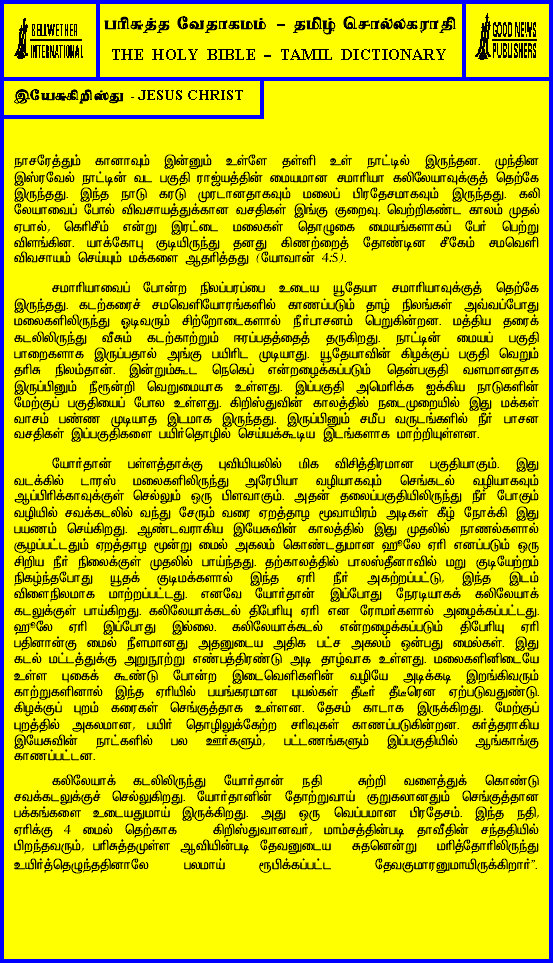 BELLWETHER
INTERNATIONAL
பரிசுத்த வேதாகமம் – தமிழ் சொல்லகராதி
THE HOLY BIBLE – TAMIL DICTIONARY
GOOD NEWS
PUBLISHERS
இயேசுகிறிஸ்து - JESUS CHRIST
நாசரேத்தும் கானாவும் இன்னும் உள்ளே தள்ளி உள் நாட்டில் இருந்தன. முந்தின
இஸ்ரவேல் நாட்டின் வட பகுதி ராஜ்யத்தின் மையமான சமாரியா கலிலேயாவுக்குத் தெற்கே
இருந்தது. இந்த நாடு கரடு முரடானதாகவும் மலைப் பிரதேசமாகவும் இருந்தது. கலி
லேயாவைப் போல் விவசாயத்துக்கான வசதிகள் இங்கு குறைவு. வெற்றிகண்ட காலம் முதல்
ஏபால், கெரிசீம் என்று இரட்டை மலைகள் தொழுகை மையங்களாகப் பேர் பெற்று
விளங்கின. யாக்கோபு குடியிருந்து தனது கிணற்றைத் தோண்டின சீகேம் சமவெளி
விவசாயம் செய்யும் மக்களை ஆதரித்தது (யோவான் 4:5).
சமாரியாவைப் போன்ற நிலப்பரப்பை உடைய யூதேயா சமாரியாவுக்குத் தெற்கே
இருந்தது. கடற்கரைச் சமவெளியோரங்களில் காணப்படும் தாழ் நிலங்கள் அவ்வப்போது
மலைகளிலிருந்து ஓடிவரும் சிற்றோடைகளால் நீர்பாசனம் பெறுகின்றன. மத்திய தரைக்
கடலிலிருந்து வீசும் கடற்காற்றும் ஈரப்பதத்தைத் தருகிறது. நாட்டின் மையப் பகுதி
பாறைகளாக இருப்பதால் அங்கு பயிரிட முடியாது. யூதேயாவின் கிழக்குப் பகுதி வெறும்
தரிசு நிலம்தான். இன்றும்கூட நெகெப் என்றழைக்கப்படும் தென்பகுதி வளமானதாக
இருப்பினும் நீரூன்றி வெறுமையாக உள்ளது. இப்பகுதி அமெரிக்க ஐக்கிய நாடுகளின்
மேற்குப் பகுதியைப் போல உள்ளது. கிறிஸ்துவின் காலத்தில் நடைமுறையில் இது மக்கள்
வாசம் பண்ண முடியாத இடமாக இருந்தது. இருப்பினும் சமீப வருடங்களில் நீர் பாசன
வசதிகள் இப்பகுதிகளை பயிர்தொழில் செய்யக்கூடிய இடங்களாக மாற்றியுள்ளன.
யோர்தான் பள்ளத்தாக்கு புவியியலில் மிக விசித்திரமான பகுதியாகும். இது
வடக்கில் டாரஸ் மலைகளிலிருந்து அரேபியா வழியாகவும் செங்கடல் வழியாகவும்
ஆப்பிரிக்காவுக்குள் செல்லும் ஒரு பிளவாகும். அதன் தலைப்பகுதியிலிருந்து நீர் போகும்
வழியில் சவக்கடலில் வந்து சேரும் வரை ஏறத்தாழ மூவாயிரம் அடிகள் கீழ் நோக்கி இது
பயணம் செய்கிறது. ஆண்டவராகிய இயேசுவின் காலத்தில் இது முதலில் நாணல்களால்
சூழப்பட்டதும் ஏறத்தாழ மூன்று மைல் அகலம் கொண்டதுமான ஹூலே ஏரி எனப்படும் ஒரு
சிறிய நீர் நிலைக்குள் முதலில் பாய்ந்தது. தற்காலத்தில் பாலஸ்தீனாவில் மறு குடியேற்றம்
நிகழ்ந்தபோது யூதக் குடிமக்களால் இந்த ஏரி நீர் அகற்றப்பட்டு, இந்த இடம்
விளைநிலமாக மாற்றப்பட்டது. எனவே யோர்தான் இப்போது நேரடியாகக் கலிலேயாக்
கடலுக்குள் பாய்கிறது. கலிலேயாக்கடல் திபேரியு ஏரி என ரோமர்களால் அழைக்கப்பட்டது.
ஹூலே ஏரி இப்போது இல்லை. கலிலேயாக்கடல் என்றழைக்கப்படும் திபேரியு ஏரி
பதினான்கு மைல் நீளமானது அதனுடைய அதிக பட்ச அகலம் ஒன்பது மைல்கள். இது
கடல் மட்டத்துக்கு அறுநூற்று எண்பத்திரண்டு அடி தாழ்வாக உள்ளது. மலைகளினிடையே
உள்ள புகைக் கூண்டு போன்ற இடைவெளிகளின் வழியே அடிக்கடி இறங்கிவரும்
காற்றுகளினால் இந்த ஏரியில் பயங்கரமான புயல்கள் தீடீர் தீடீரென ஏற்படுவதுண்டு.
கிழக்குப் புறம் கரைகள் செங்குத்தாக உள்ளன. தேசம் காடாக இருக்கிறது. மேற்குப்
புறத்தில் அகலமான, பயிர் தொழிலுக்கேற்ற சரிவுகள் காணப்படுகின்றன. கர்த்தராகிய
இயேசுவின் நாட்களில் பல ஊர்களும், பட்டணங்களும் இப்பகுதியில் ஆங்காங்கு
காணப்பட்டன.
கலிலேயாக் கடலிலிருந்து யோர்தான் நதி சுற்றி வளைத்துக் கொண்டு
சவக்கடலுக்குச் செல்லுகிறது. யோர்தானின் தோற்றுவாய் குறுகலானதும் செங்குத்தான
பக்கங்களை உடையதுமாய் இருக்கிறது. அது ஒரு வெப்பமான பிரதேசம். இந்த நதி,
ஏரிக்கு 4 மைல் தெற்காக கிறிஸ்துவானவர், மாம்சத்தின்படி தாவீதின் சந்ததியில்
பிறந்தவரும், பரிசுத்தமுள்ள ஆவியின்படி தேவனுடைய சுதனென்று மரித்தோரிலிருந்து
உயிர்த்தெழுந்ததினாலே பலமாய் ரூபிக்கப்பட்ட தேவகுமாரனுமாயிருக்கிறார்”.